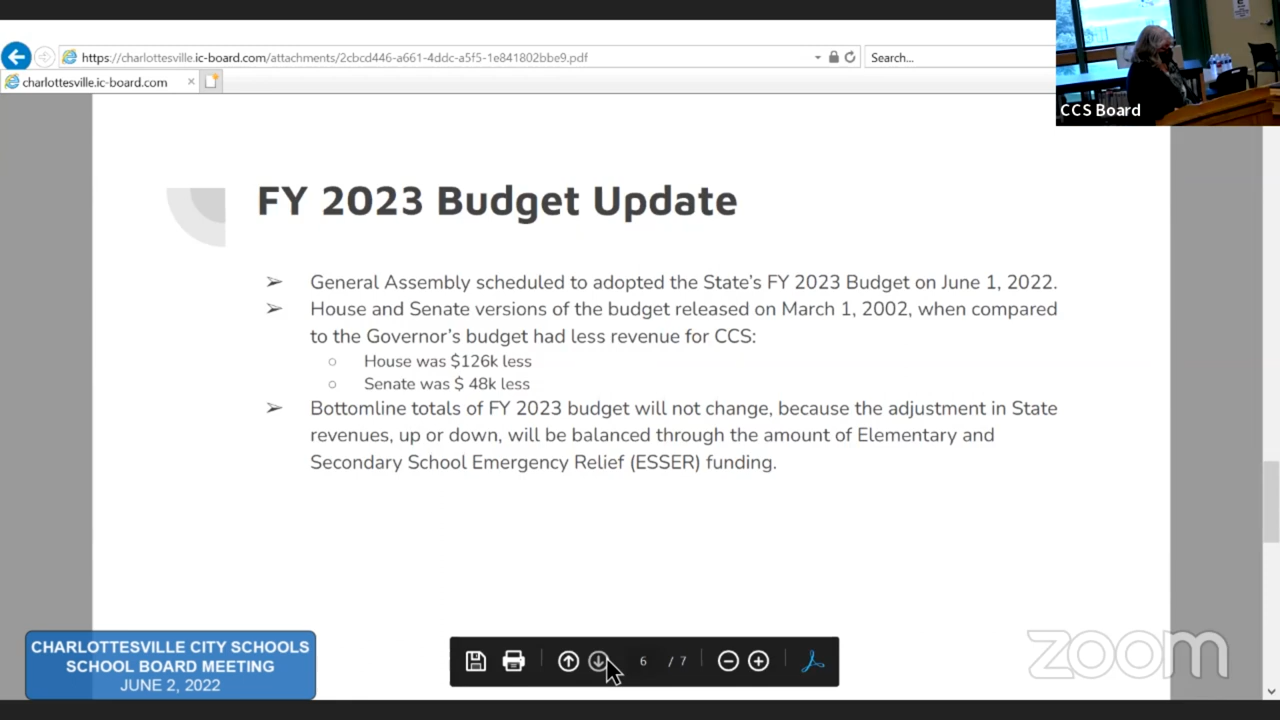 https://charlottesville.ic-board.com/attachments/2cbcd446-a661-4ddc-a5f5-1e841802bbe9.pdf
Search...
charlottesville.ic-board.com
CCS Board
FY 2023 Budget Update
➢ General Assembly scheduled to adopted the State's FY 2023 Budget on June 1, 2022.
➢ House and Senate versions of the budget released on March 1, 2002, when compared
to the Governor's budget had less revenue for CCS:
○ House was $126k less
○ Senate was $ 48k less
➢ Bottomline totals of FY 2023 budget will not change, because the adjustment in State
revenues, up or down, will be balanced through the amount of Elementary and
Secondary School Emergency Relief (ESSER) funding.
CHARLOTTESVILLE CITY SCHOOLS
SCHOOL BOARD MEETING
JUNE 2, 2022
6 / 7
zoom